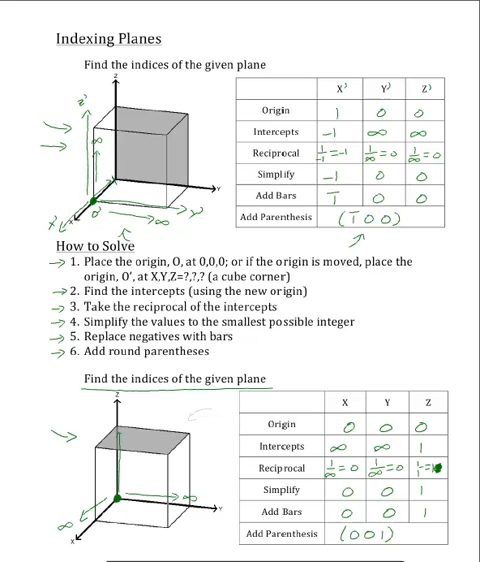 Indexing Planes
Find the indices of the given plane
Z
z'
∞
Y
O' ∞ Y'
X'
X
X' Y' Z'
Origin 1 0 0
Intercepts -1 ∞ ∞
Reciprocal 1/-1=-1 1/∞=0 1/∞=0
Simplify -1 0 0
Add Bars 1̅ 0 0
Add Parenthesis (1̅00)
How to Solve
1. Place the origin, O, at 0,0,0; or if the origin is moved, place the
origin, O', at X,Y,Z=?,?,? (a cube corner)
2. Find the intercepts (using the new origin)
3. Take the reciprocal of the intercepts
4. Simplify the values to the smallest possible integer
5. Replace negatives with bars
6. Add round parentheses
Find the indices of the given plane
Z
∞
Y
∞
X
X Y Z
Origin 0 0 0
Intercepts ∞ ∞ 1
Reciprocal 1/∞=0 1/∞=0 1/1=1
Simplify 0 0 1
Add Bars 0 0 1
Add Parenthesis (001)